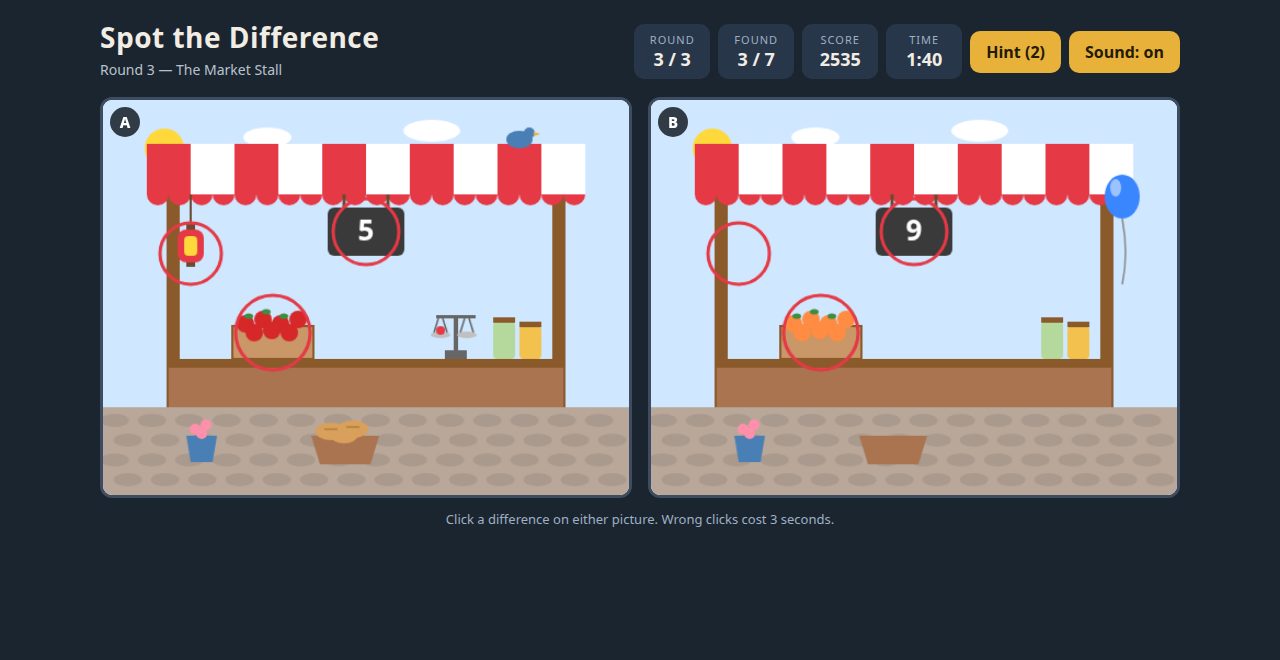 Spot the Difference
Round 3 — The Market Stall
ROUND
3 / 3
FOUND
3 / 7
SCORE
2535
TIME
1:40
Hint (2)
Sound: on
A
5
B
9
Click a difference on either picture. Wrong clicks cost 3 seconds.